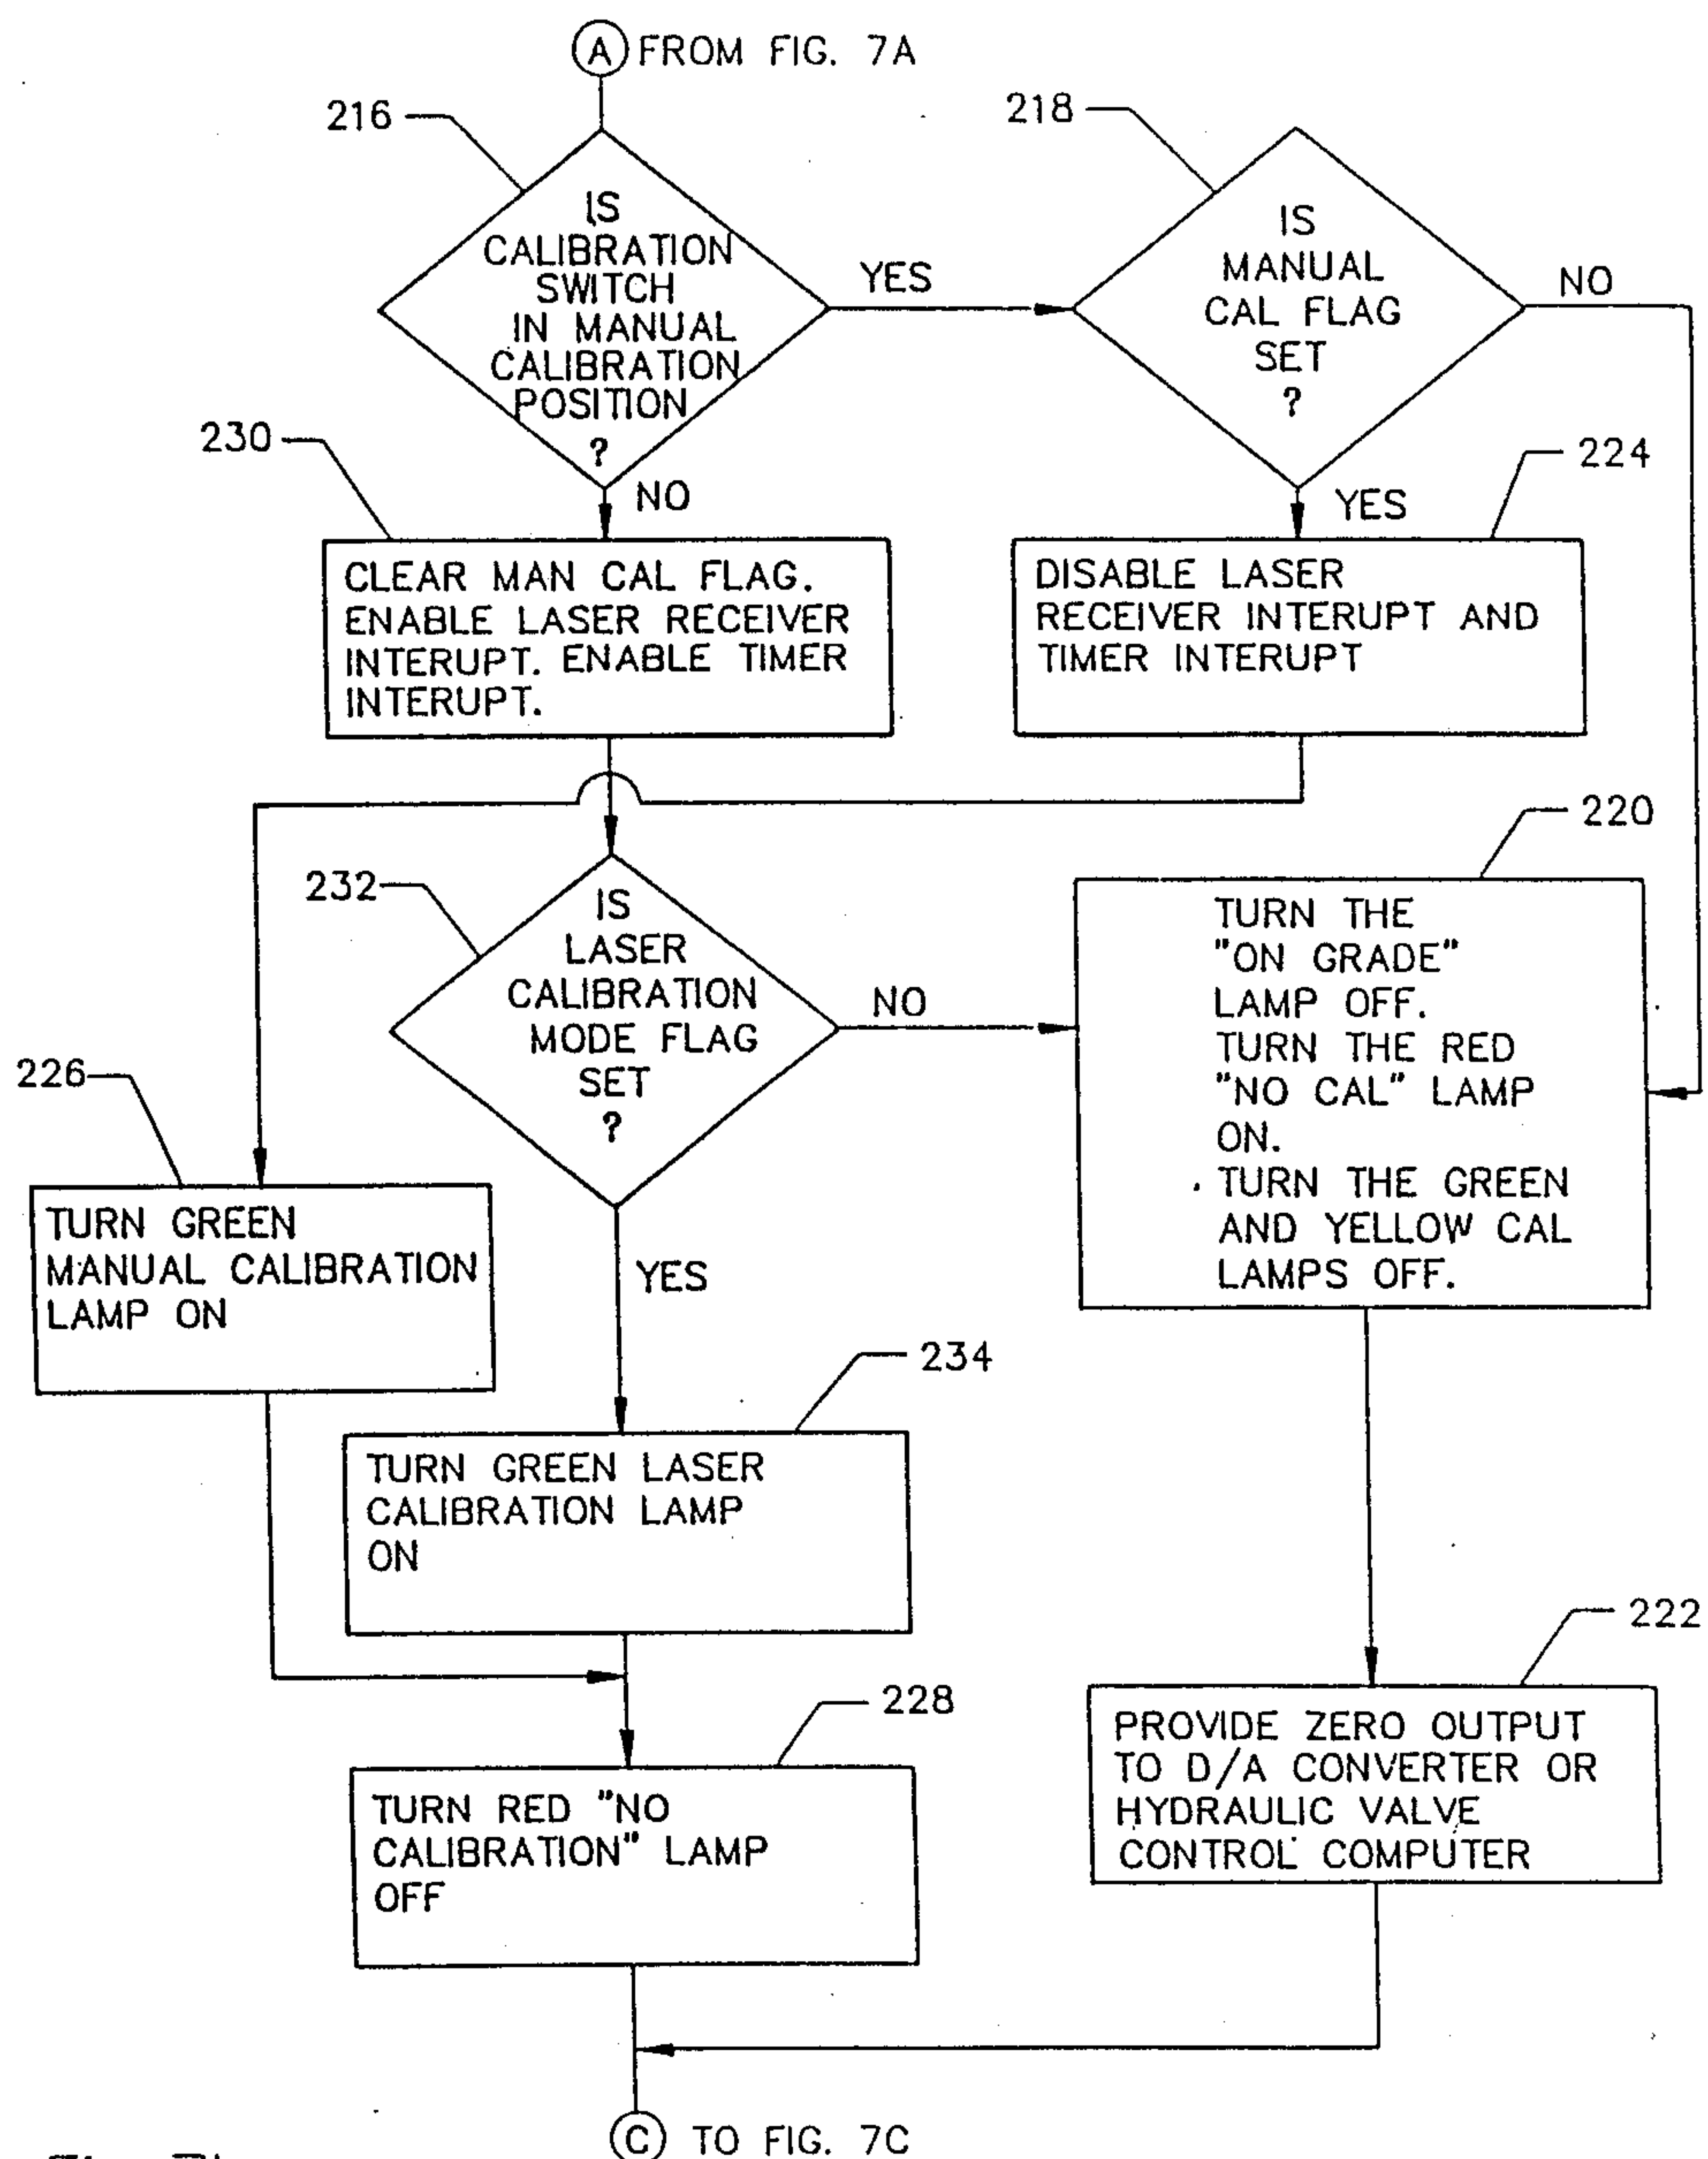 A FROM FIG. 7A
216
218
IS
CALIBRATION
SWITCH
IN MANUAL
CALIBRATION
POSITION
?
YES
IS
MANUAL
CAL FLAG
SET
?
NO
230
NO
224
YES
CLEAR MAN CAL FLAG.
ENABLE LASER RECEIVER
INTERUPT. ENABLE TIMER
INTERUPT.
DISABLE LASER
RECEIVER INTERUPT AND
TIMER INTERUPT
220
232
IS
LASER
CALIBRATION
MODE FLAG
SET
?
NO
TURN THE
"ON GRADE"
LAMP OFF.
TURN THE RED
"NO CAL" LAMP
ON.
TURN THE GREEN
AND YELLOW CAL
LAMPS OFF.
226
TURN GREEN
MANUAL CALIBRATION
LAMP ON
YES
234
TURN GREEN LASER
CALIBRATION LAMP
ON
222
228
PROVIDE ZERO OUTPUT
TO D/A CONVERTER OR
HYDRAULIC VALVE
CONTROL COMPUTER
TURN RED "NO
CALIBRATION" LAMP
OFF
C TO FIG. 7C